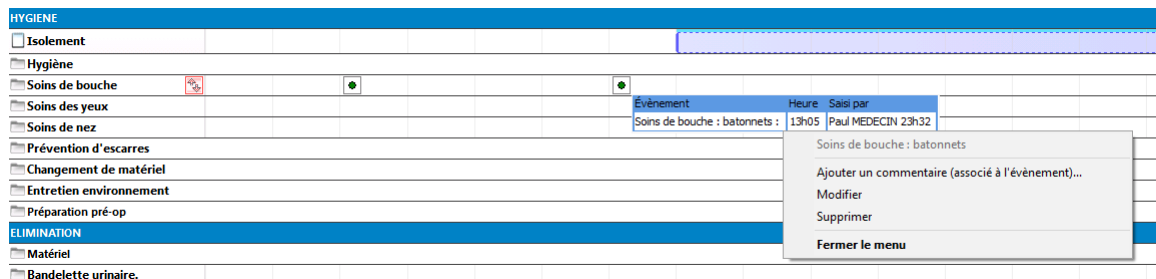 HYGIENE
Isolement
Hygiène
Soins de bouche
Évènement Heure Saisi par
Soins des yeux
Soins de bouche : batonnets : 13h05 Paul MEDECIN 23h32
Soins de nez
Soins de bouche : batonnets
Prévention d'escarres
Changement de matériel
Ajouter un commentaire (associé à l'évènement)...
Entretien environnement
Modifier
Préparation pré-op
Supprimer
ELIMINATION
Fermer le menu
Matériel
Bandelette urinaire.